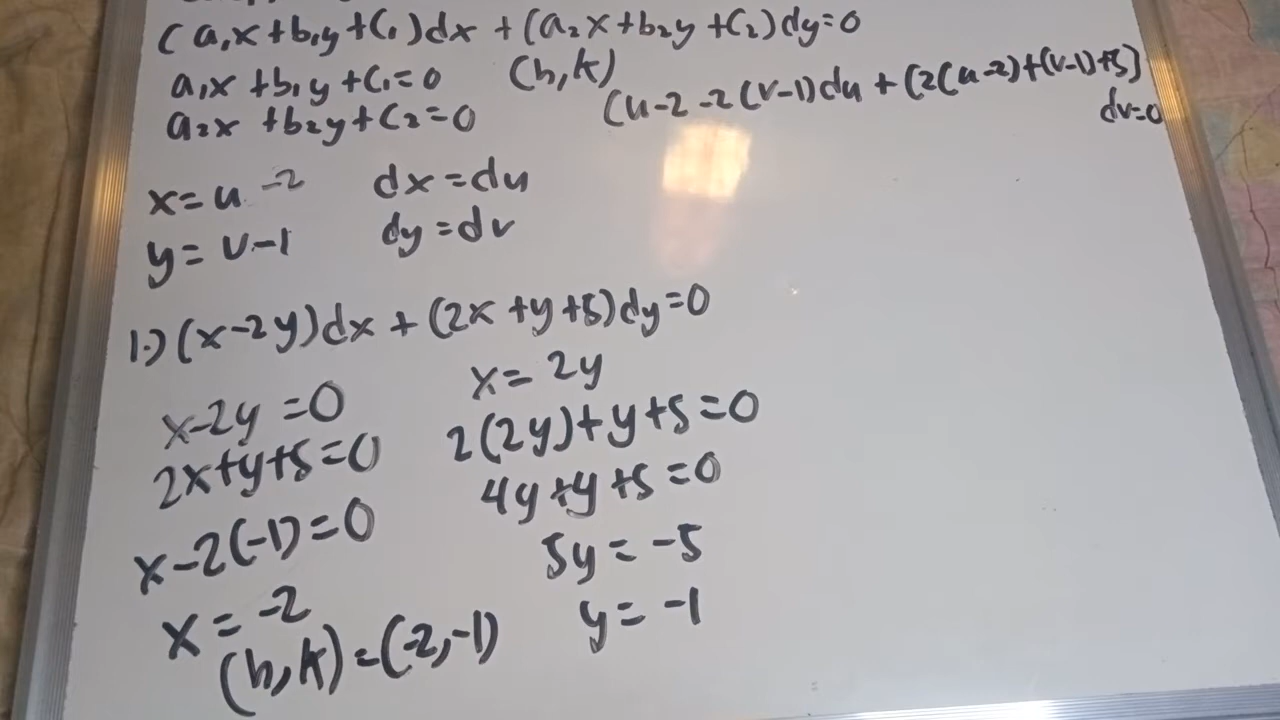 (a₁x+b₁y+C₁)dx+(a₂x+b₂y+C₂)dy=0
a₁x+b₁y+C₁=0 (h,k)
a₂x+b₂y+C₂=0
(u-2-2(v-1)du+(2(u-2)+(v-1)+5)
dv=0
x=u-2 dx=du
y=v-1 dy=dv
1.)(x-2y)dx+(2x+y+5)dy=0
x-2y=0
2x+y+5=0
x-2(-1)=0
x=-2
(h,k)=(-2,-1)
x=2y
2(2y)+y+5=0
4y+y+5=0
5y=-5
y=-1